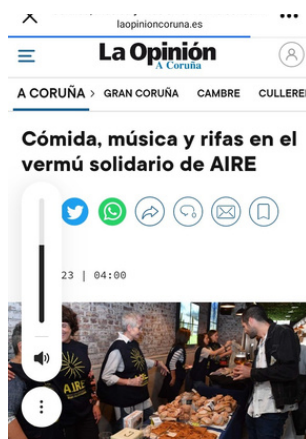 laopinioncoruna.es
La Opinión
A Coruña
A CORUÑA > GRAN CORUÑA CAMBRE CULLERE
Cómida, música y rifas en el
vermú solidario de AIRE
23 | 04:00
AIRE